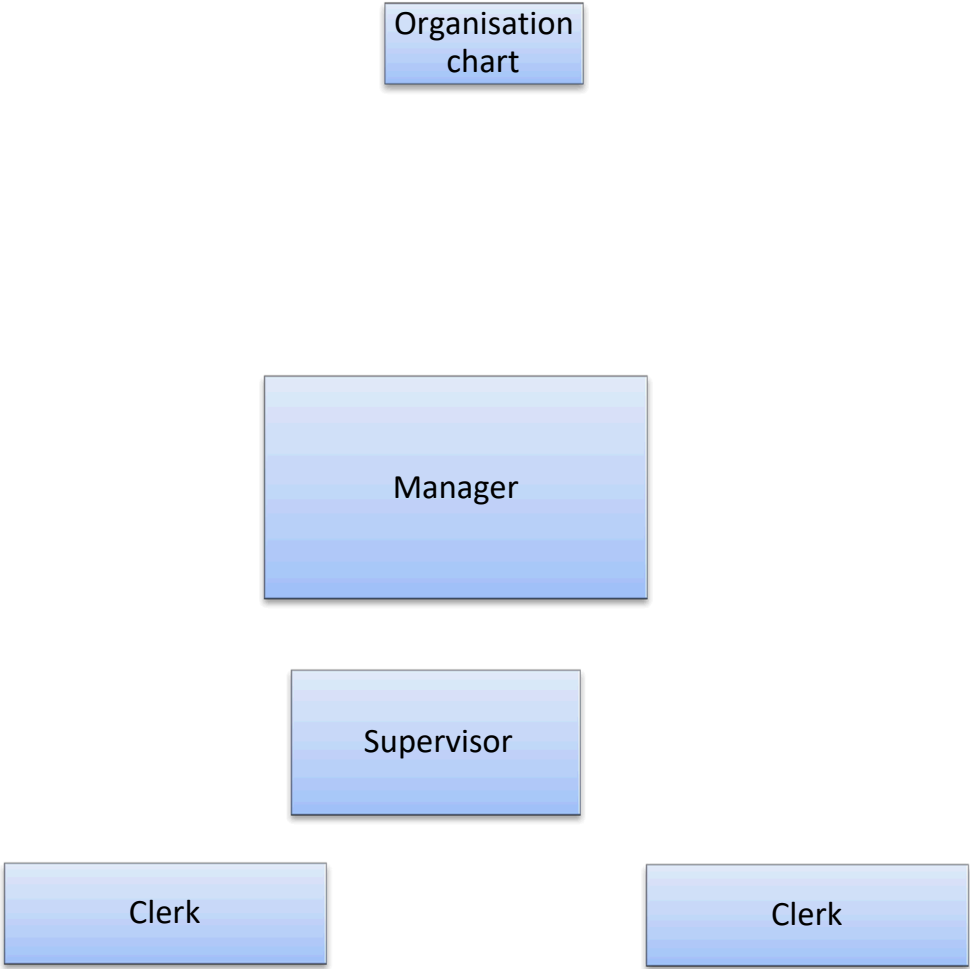 Organisation
chart
Manager
Supervisor
Clerk
Clerk